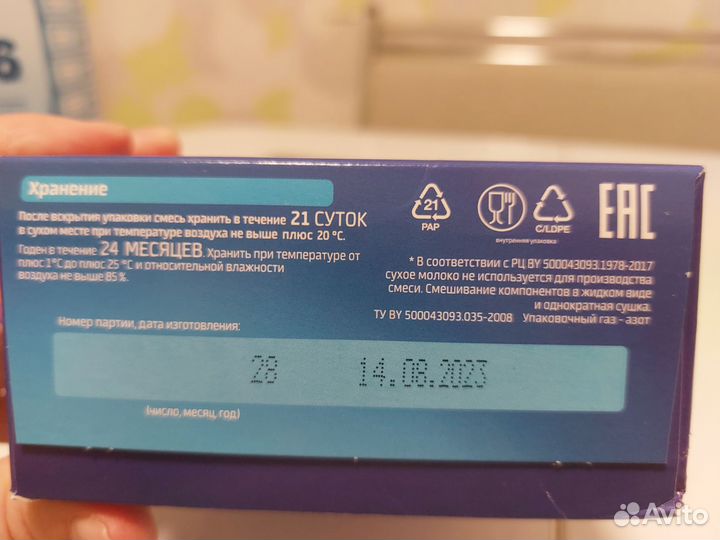 6
Хранение
После вскрытия упаковки смесь хранить в течение 21 СУТОК
в сухом месте при температуре воздуха не выше плюс 20 °С.
Годен в течение 24 МЕСЯЦЕВ. Хранить при температуре от
плюс 1°С до плюс 25 °С и относительной влажности
воздуха не выше 85 %.
21
PAP
внутренняя упаковка
C/LDPE
EAC
* В соответствии с РЦ BY 500043093.1978-2017
сухое молоко не используется для производства
смеси. Смешивание компонентов в жидком виде
и однократная сушка.
ТУ BY 500043093.035-2008 Упаковочный газ - азот
Номер партии, дата изготовления:
28 14.08.2023
(число, месяц, год)
Avito